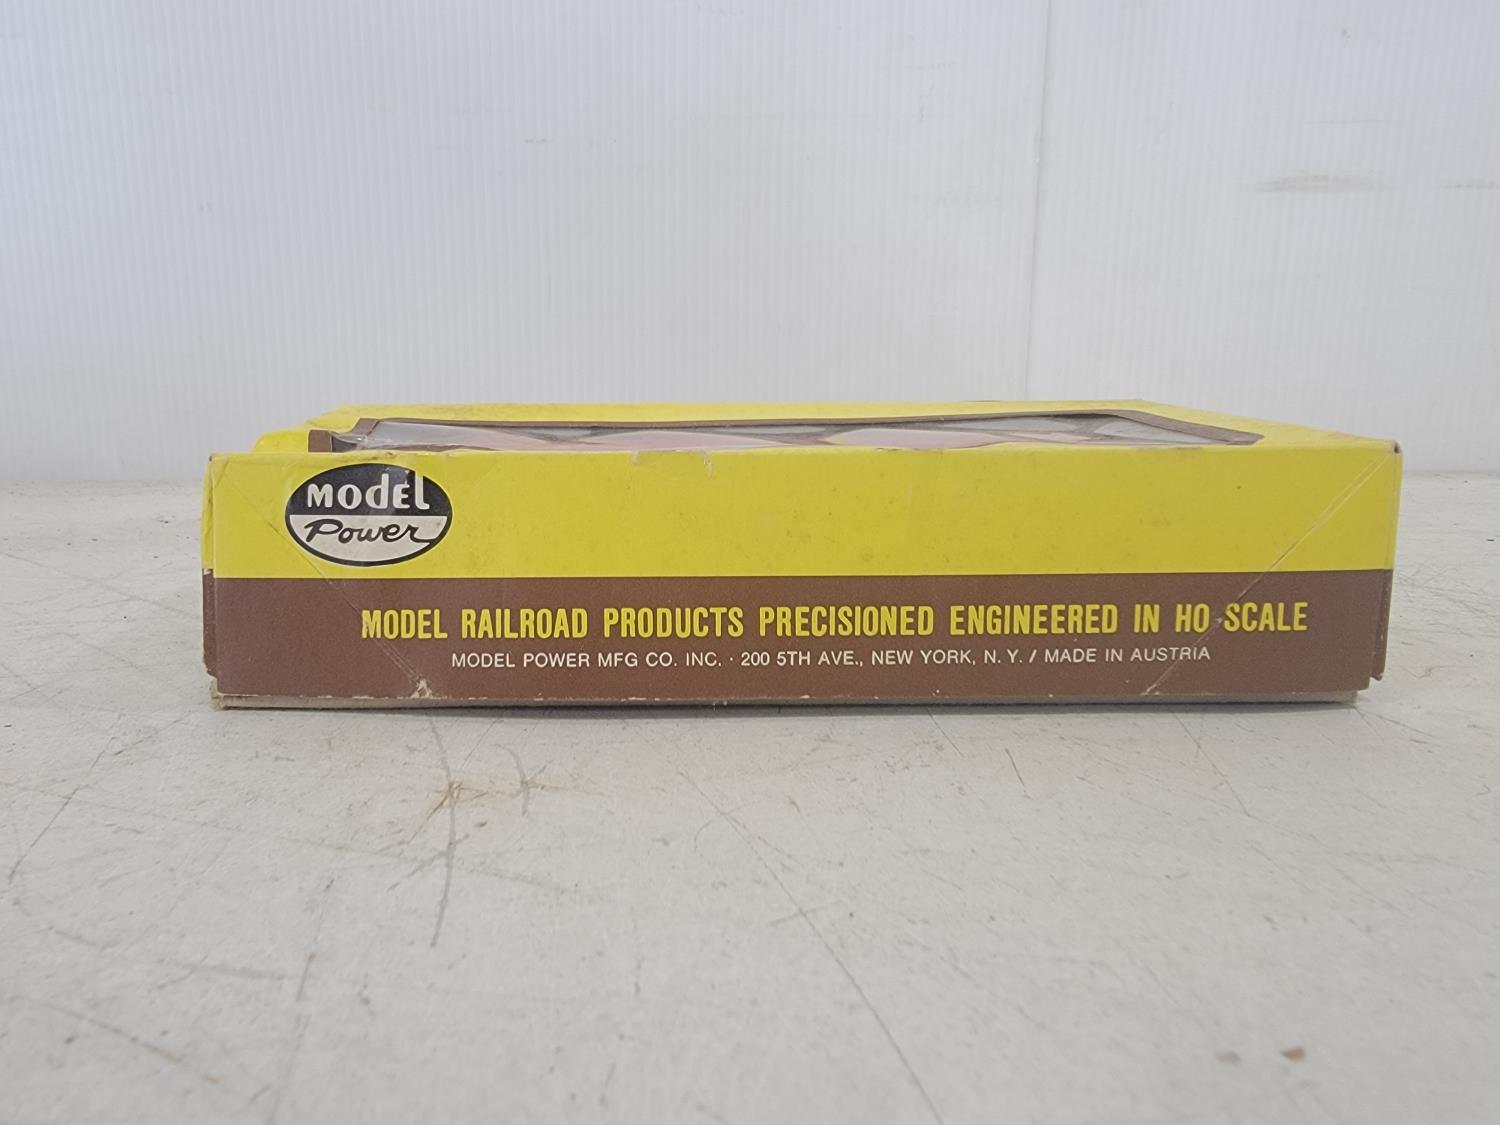 MODEL
Power
MODEL RAILROAD PRODUCTS PRECISIONED ENGINEERED IN HO SCALE
MODEL POWER MFG CO. INC. · 200 5TH AVE., NEW YORK, N.Y. / MADE IN AUSTRIA